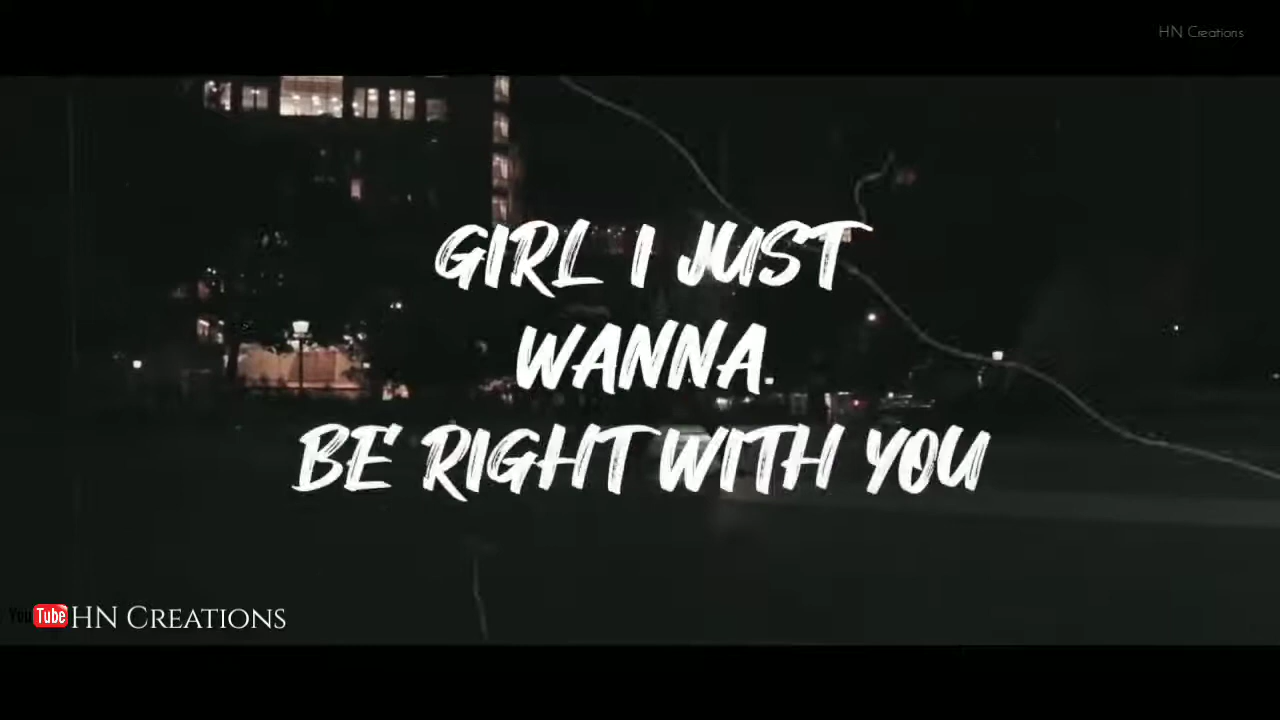 HN Creations
GIRL I JUST
WANNA.
BE RIGHT WITH YOU
YouTube HN CREATIONS